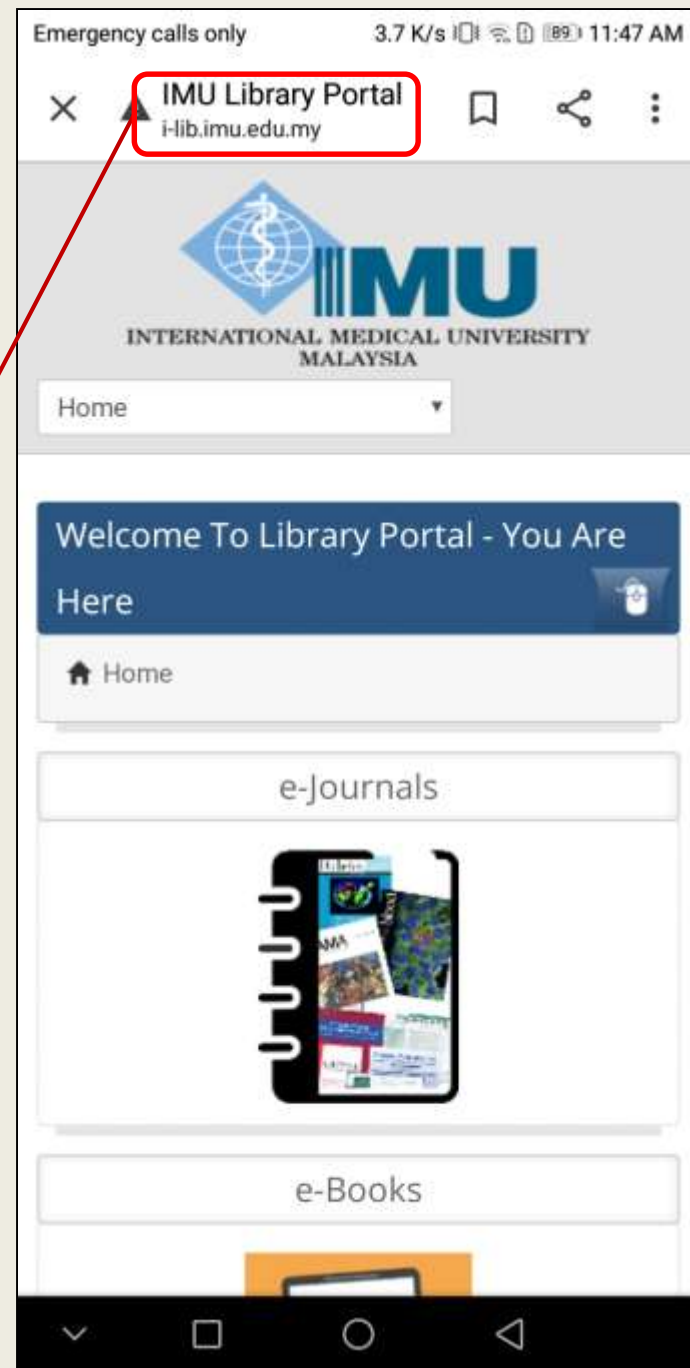 Emergency calls only 3.7 K/s 89 11:47 AM
IMU Library Portal
i-lib.imu.edu.my
IMU
INTERNATIONAL MEDICAL UNIVERSITY
MALAYSIA
Home
Welcome To Library Portal - You Are
Here
Home
e-Journals
e-Books